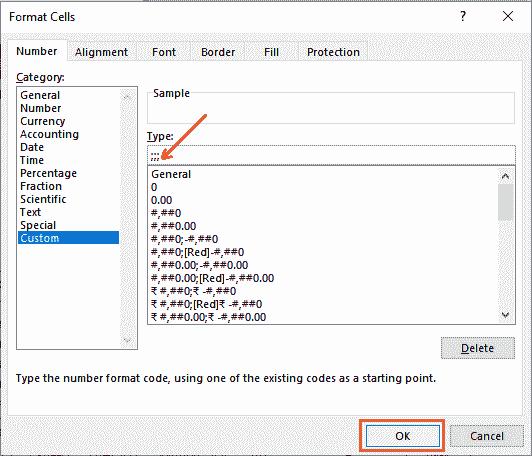 Format Cells
? ×
Number Alignment Font Border Fill Protection
Category:
General
Number
Currency
Accounting
Date
Time
Percentage
Fraction
Scientific
Text
Special
Custom
Sample
Type:
;;;
General
0
0.00
#,##0
#,##0.00
#,##0;-#,##0
#,##0;[Red]-#,##0
#,##0.00;-#,##0.00
#,##0.00;[Red]-#,##0.00
₹ #,##0;₹ -#,##0
₹ #,##0;[Red]₹ -#,##0
₹ #,##0.00;₹ -#,##0.00
Delete
Type the number format code, using one of the existing codes as a starting point.
OK Cancel